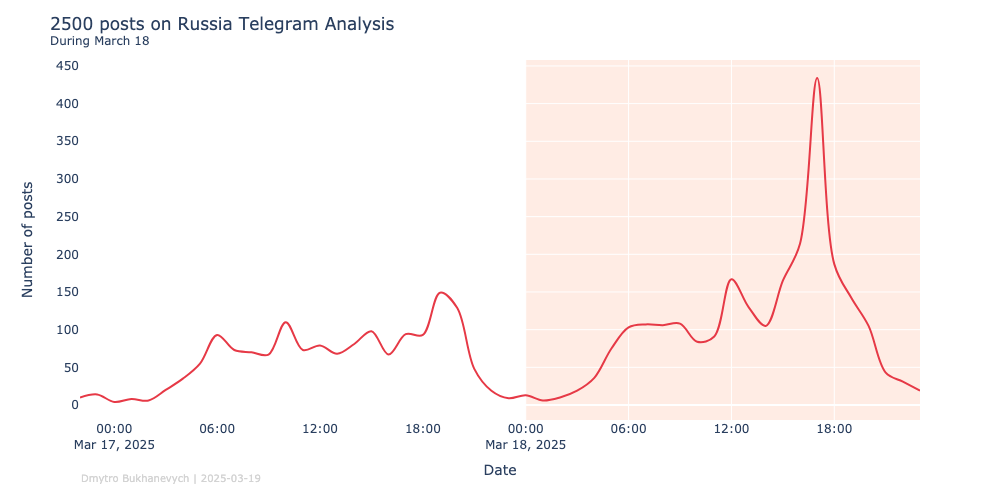 2500 posts on Russia Telegram Analysis
During March 18
Number of posts
450
400
350
300
250
200
150
100
50
0
00:00 06:00 12:00 18:00 00:00 06:00 12:00 18:00
Mar 17, 2025 Mar 18, 2025
Date
Dmytro Bukhanevych | 2025-03-19